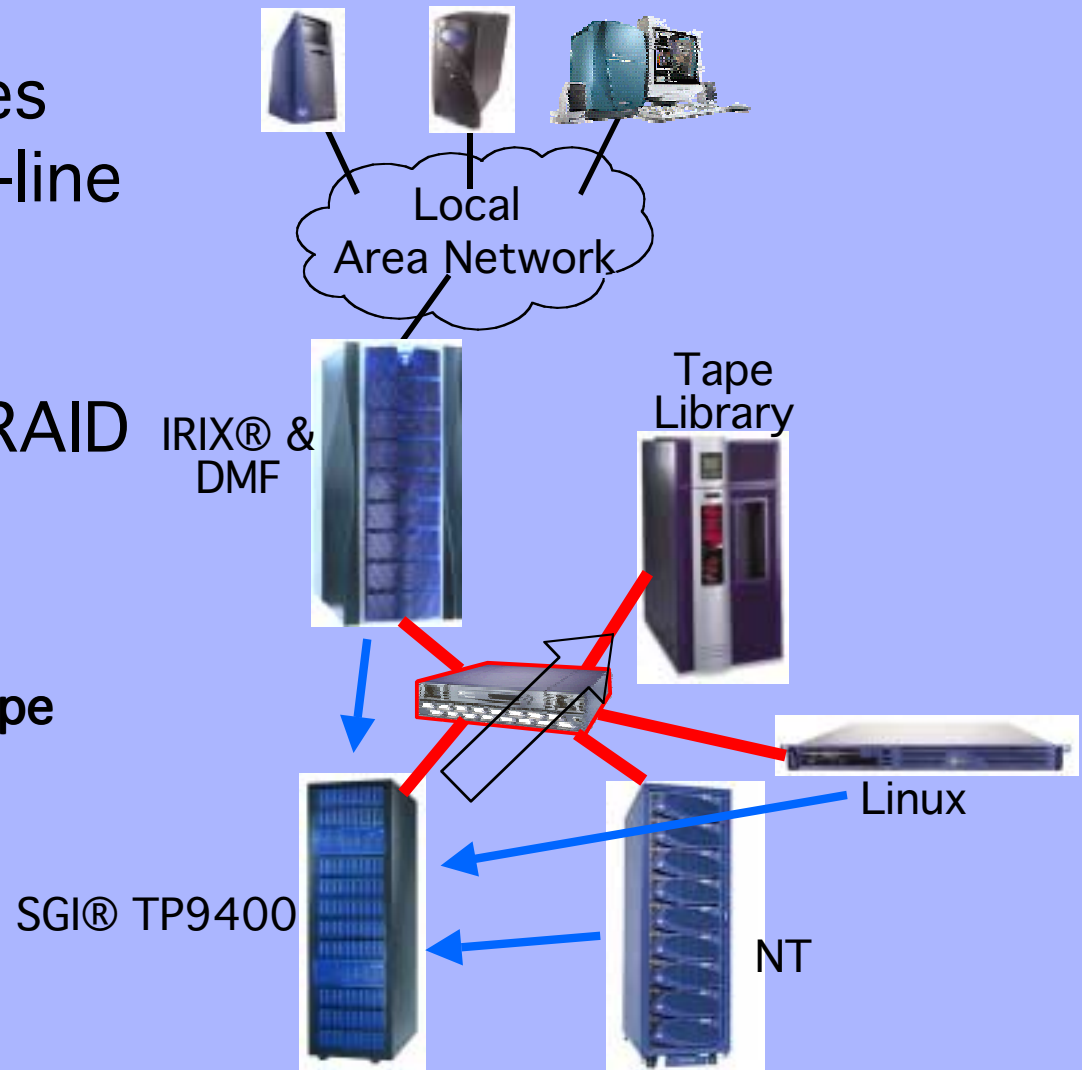 es
-line
Local
Area Network
RAID
IRIX® &
DMF
Tape
Library
pe
Linux
SGI® TP9400
NT